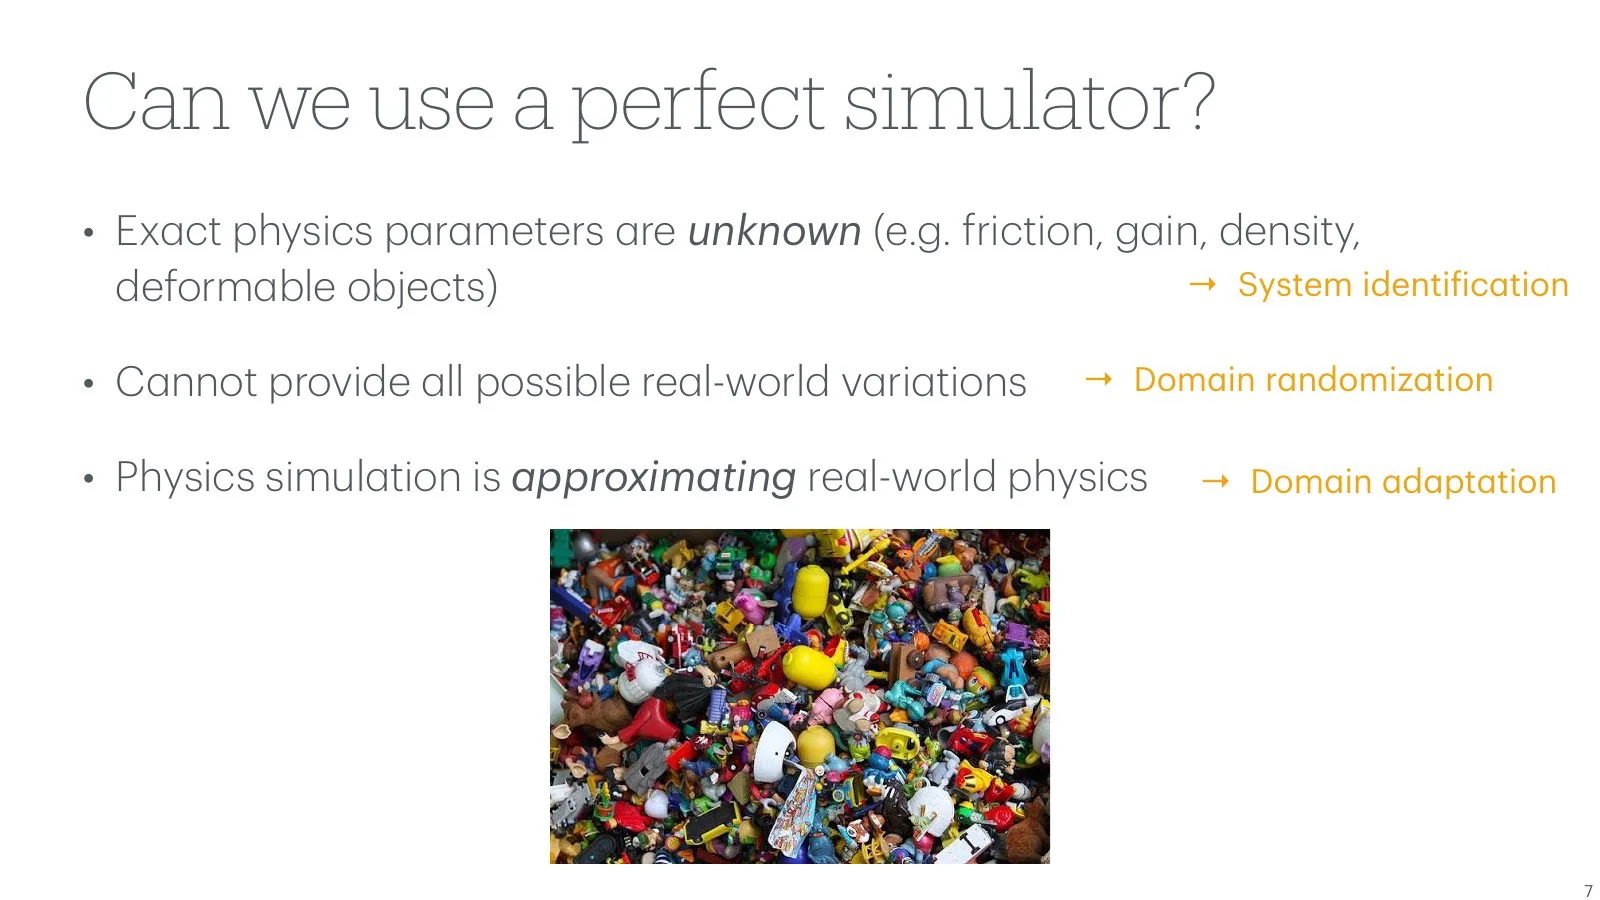 Can we use a perfect simulator?
• Exact physics parameters are unknown (e.g. friction, gain, density,
deformable objects)
→ System identification
• Cannot provide all possible real-world variations → Domain randomization
• Physics simulation is approximating real-world physics → Domain adaptation
7